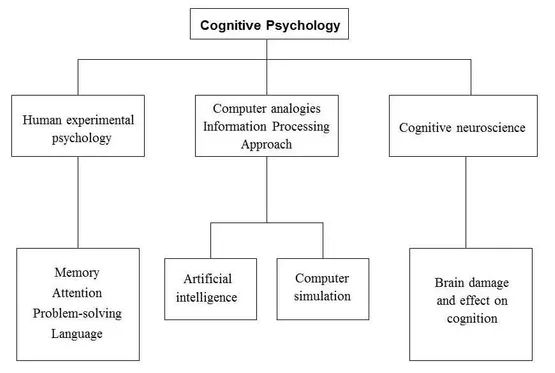 Cognitive Psychology
Human experimental
psychology
Computer analogies
Information Processing
Approach
Cognitive neuroscience
Memory
Attention
Problem-solving
Language
Artificial
intelligence
Computer
simulation
Brain damage
and effect on
cognition